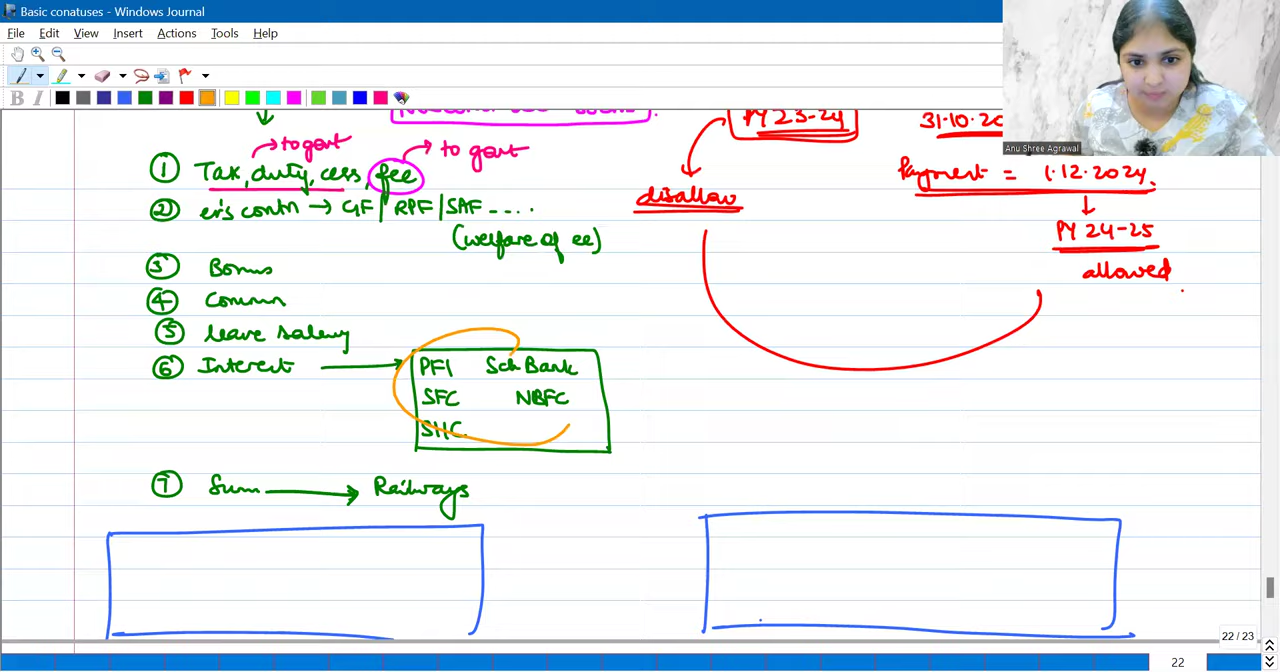 Basic conatuses - Windows Journal
File Edit View Insert Actions Tools Help
B I
Anu Shree Agrawal
PY 23-24
31.10.20
→ to govt
→ to govt
Payment = 1.12.2024.
① Tax, duty, cess, fee
disallow
② er's contn → GF / RPF / SAF ....
(welfare of ee)
PY 24-25
allowed
③ Bonus
④ Commn
⑤ leave salary
⑥ Interest → PFI Sch Bank
SFC NBFC
SIIC
⑦ Sum → Railways
22 / 23
22